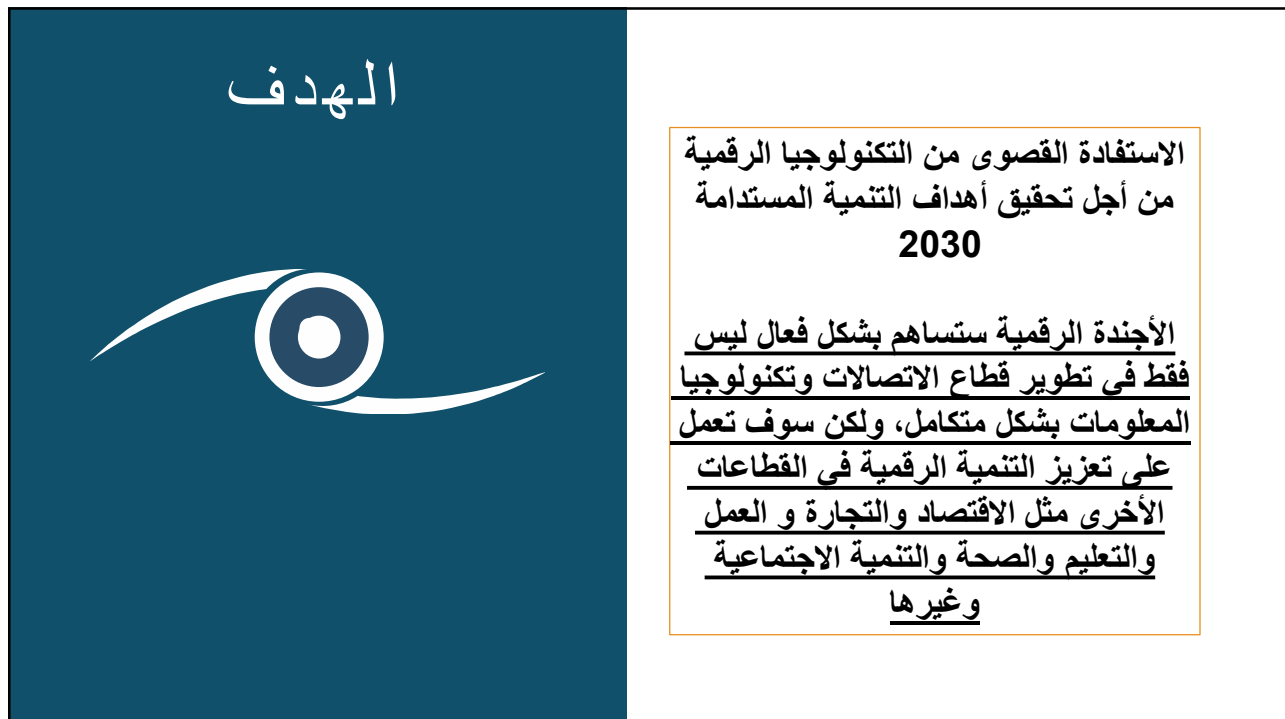 الهدف
الاستفادة القصوى من التكنولوجيا الرقمية
من أجل تحقيق أهداف التنمية المستدامة
2030
الأجندة الرقمية ستساهم بشكل فعال ليس
فقط في تطوير قطاع الاتصالات وتكنولوجيا
المعلومات بشكل متكامل، ولكن سوف تعمل
على تعزيز التنمية الرقمية في القطاعات
الأخرى مثل الاقتصاد والتجارة و العمل
والتعليم والصحة والتنمية الاجتماعية
وغيرها